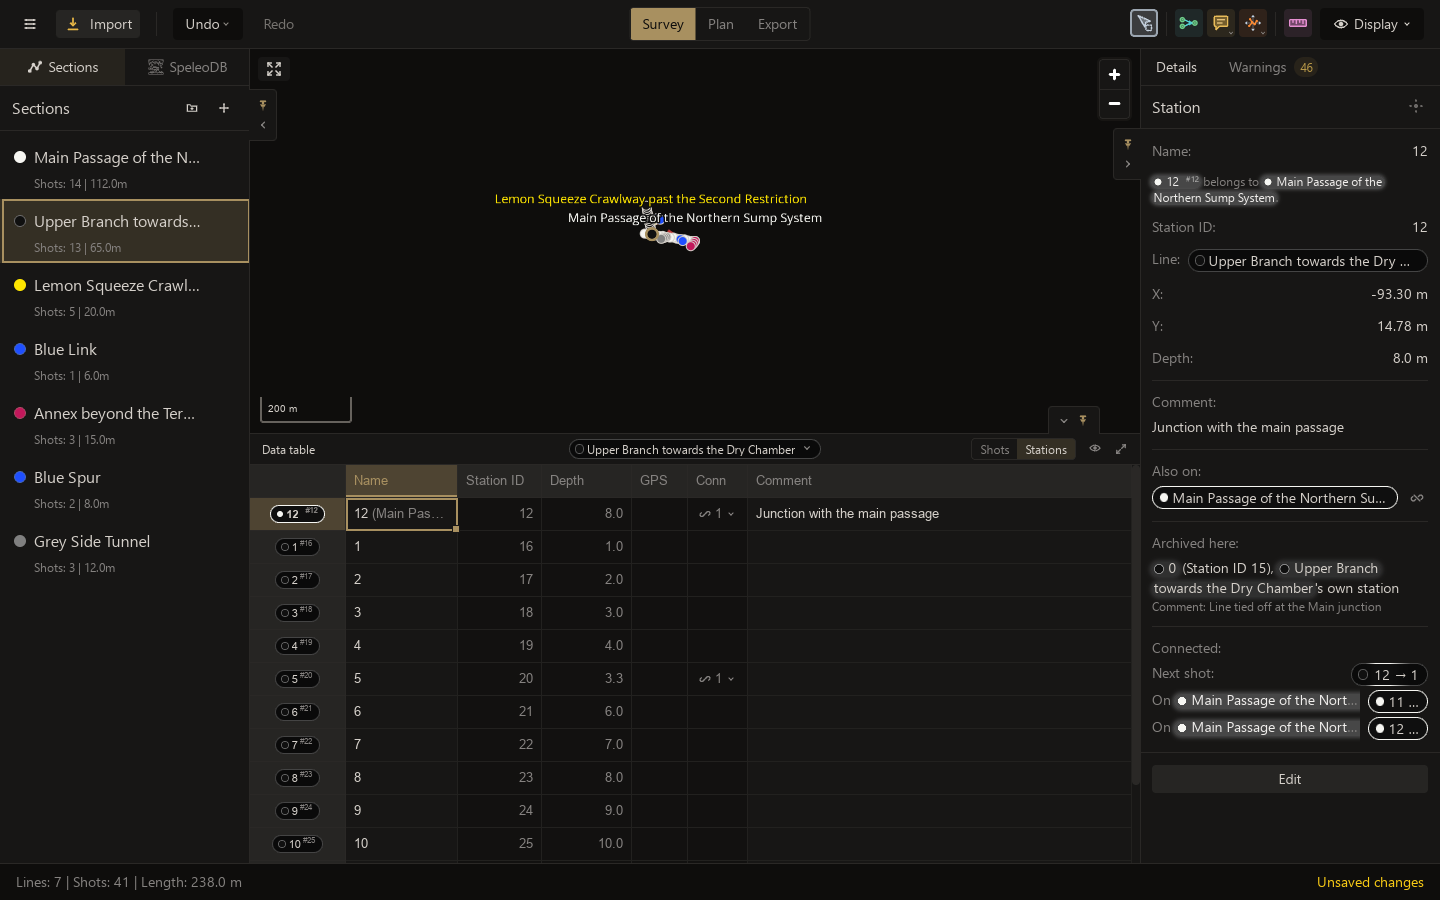 Import
Undo
Redo
Survey
Plan
Export
Display
Sections
SpeleoDB
Details
Warnings 46
Sections
Main Passage of the N...
Shots: 14 | 112.0m
Upper Branch towards...
Shots: 13 | 65.0m
Lemon Squeeze Crawl...
Shots: 5 | 20.0m
Blue Link
Shots: 1 | 6.0m
Annex beyond the Ter...
Shots: 3 | 15.0m
Blue Spur
Shots: 2 | 8.0m
Grey Side Tunnel
Shots: 3 | 12.0m
Lemon Squeeze Crawlway past the Second Restriction
Main Passage of the Northern Sump System
200 m
Data table
Upper Branch towards the Dry Chamber
Shots
Stations
Name Station ID Depth GPS Conn Comment
12 #12 12 (Main Pas... 12 8.0 1 Junction with the main passage
1 #16 1 16 1.0
2 #17 2 17 2.0
3 #18 3 18 3.0
4 #19 4 19 4.0
5 #20 5 20 3.3 1
6 #21 6 21 6.0
7 #22 7 22 7.0
8 #23 8 23 8.0
9 #24 9 24 9.0
10 #25 10 25 10.0
Station
Name: 12
12 #12 belongs to Main Passage of the
Northern Sump System.
Station ID: 12
Line: Upper Branch towards the Dry ...
X: -93.30 m
Y: 14.78 m
Depth: 8.0 m
Comment:
Junction with the main passage
Also on:
Main Passage of the Northern Su...
Archived here:
0 (Station ID 15), Upper Branch
towards the Dry Chamber's own station
Comment: Line tied off at the Main junction
Connected:
Next shot: 12 → 1
On Main Passage of the Nort... 11 ...
On Main Passage of the Nort... 12 ...
Edit
Lines: 7 | Shots: 41 | Length: 238.0 m
Unsaved changes